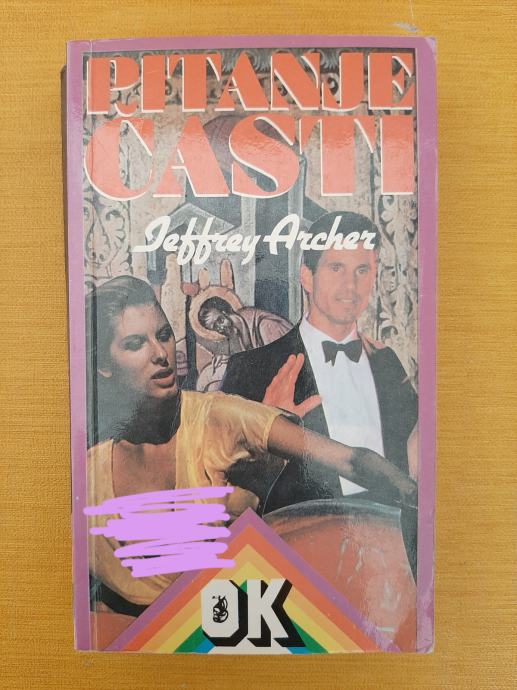 PITANJE
ČASTI
Jeffrey Archer
OK